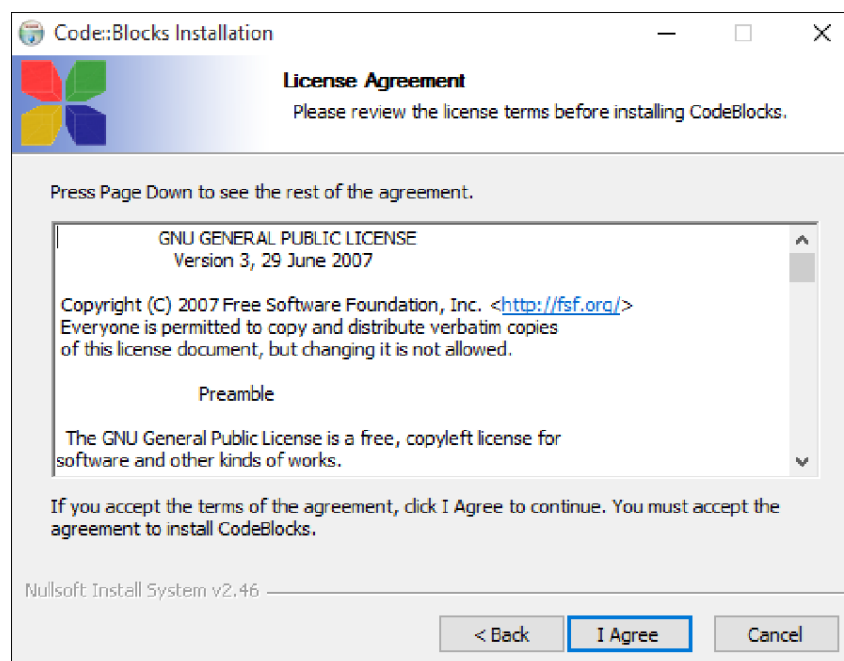 Code::Blocks Installation
License Agreement
Please review the license terms before installing CodeBlocks.
Press Page Down to see the rest of the agreement.
GNU GENERAL PUBLIC LICENSE
Version 3, 29 June 2007
Copyright (C) 2007 Free Software Foundation, Inc. <http://fsf.org/>
Everyone is permitted to copy and distribute verbatim copies
of this license document, but changing it is not allowed.
Preamble
The GNU General Public License is a free, copyleft license for
software and other kinds of works.
If you accept the terms of the agreement, click I Agree to continue. You must accept the
agreement to install CodeBlocks.
Nullsoft Install System v2.46
< Back I Agree Cancel